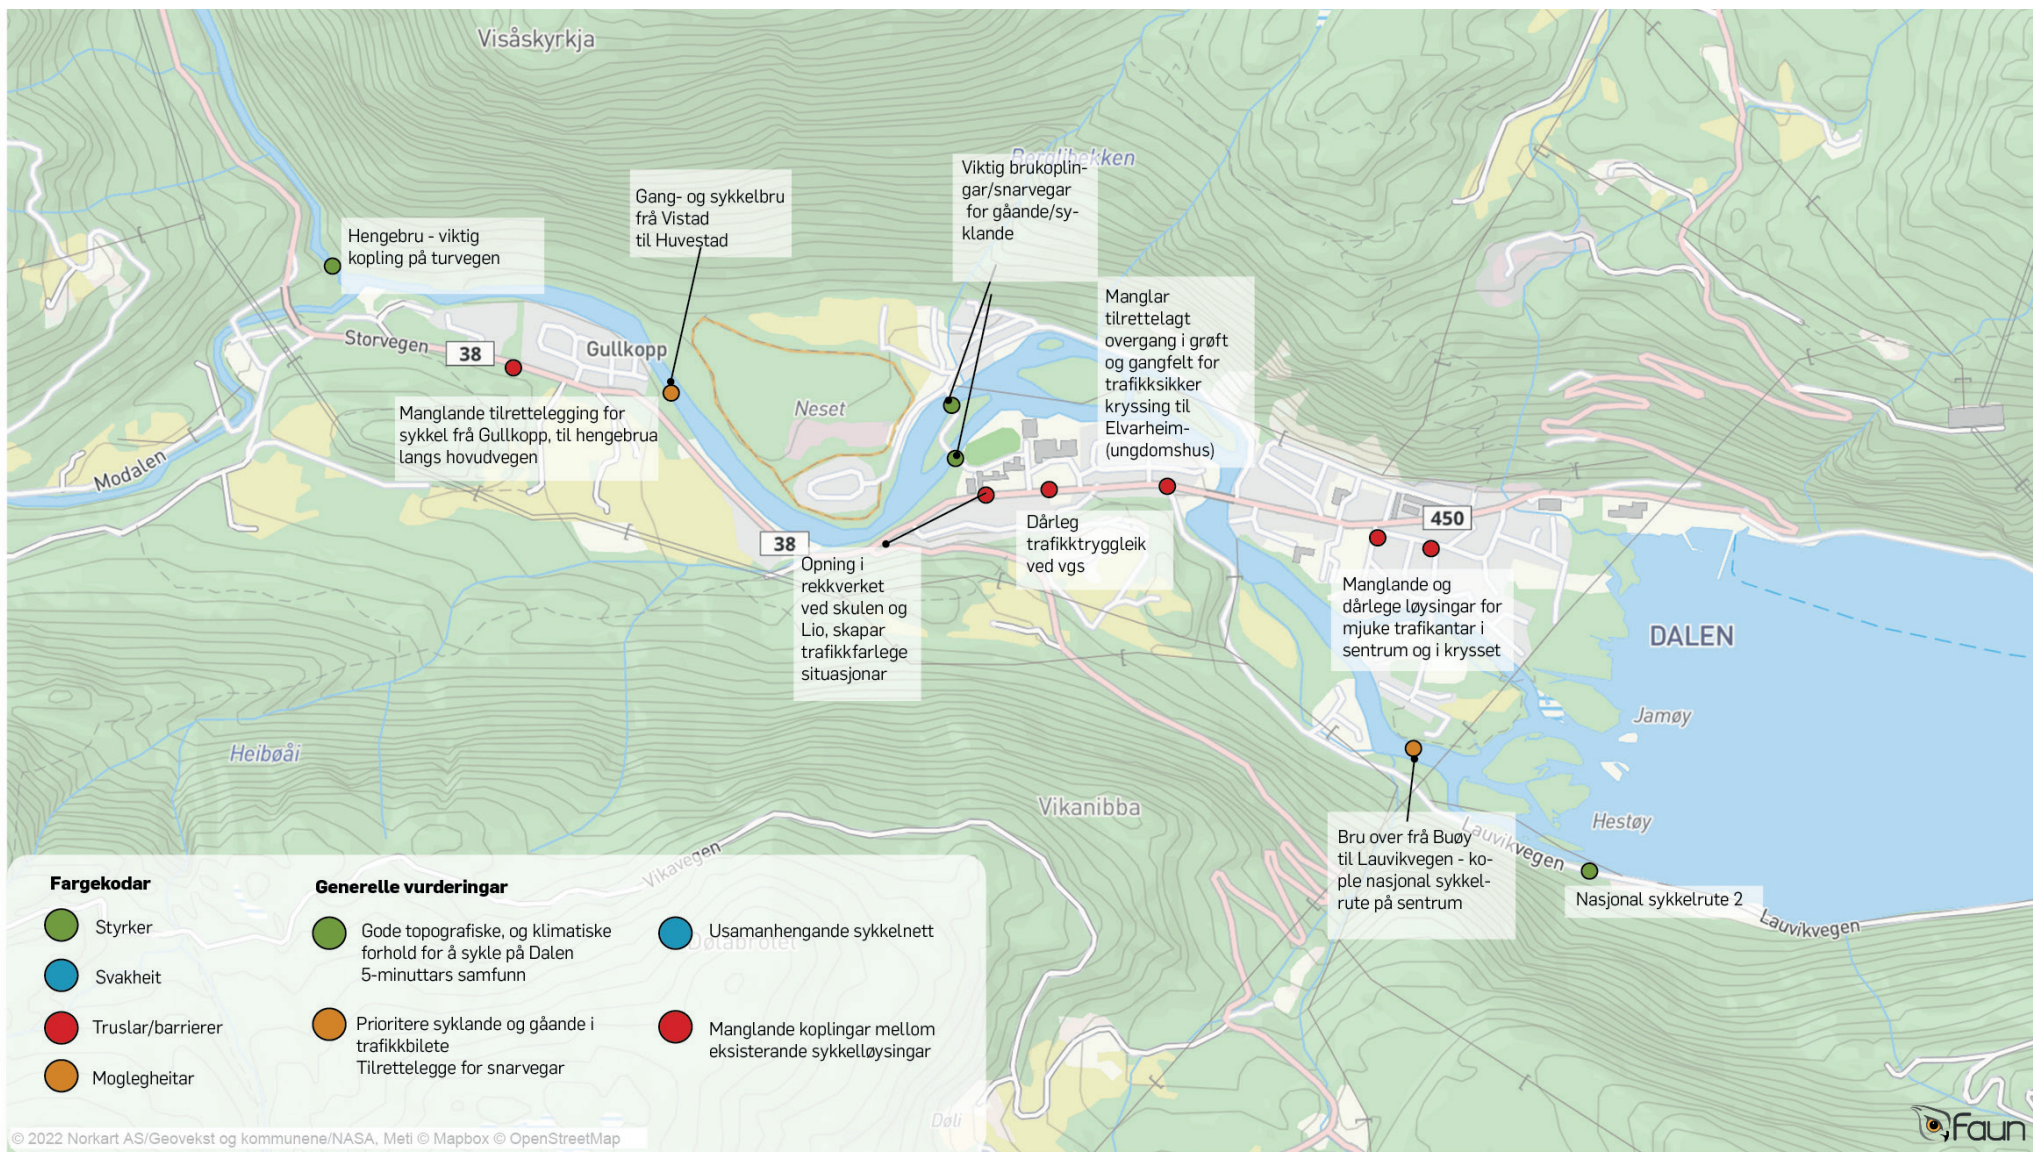 Visåskyrkja
Berglibekken
Viktig brukoplin-
gar/snarvegar
for gåande/sy-
klande
Gang- og sykkelbru
frå Vistad
til Huvestad
Hengebru - viktig
kopling på turvegen
Manglar
tilrettelagt
overgang i grøft
og gangfelt for
trafikksikker
kryssing til
Elvarheim-
(ungdomshus)
Storvegen
38
Gullkopp
Neset
Manglande tilrettelegging for
sykkel frå Gullkopp, til hengebrua
langs hovudvegen
Modalen
38
450
Dårleg
trafikktryggleik
ved vgs
Opning i
rekkverket
ved skulen og
Lio, skapar
trafikkfarlege
situasjonar
Manglande og
dårlege løysingar for
mjuke trafikantar i
sentrum og i krysset
DALEN
Jamøy
Heibøåi
Vikanibba
Hestøy
Lauvikvegen
Bru over frå Buøy
til Lauvikvegen - ko-
ple nasjonal sykkel-
rute på sentrum
Nasjonal sykkelrute 2
Lauvikvegen
Vikavegen
Fargekodar
Styrker
Svakheit
Truslar/barrierer
Moglegheitar
Generelle vurderingar
Gode topografiske, og klimatiske
forhold for å sykle på Dalen
5-minuttars samfunn
Prioritere syklande og gåande i
trafikkbilete
Tilrettelegge for snarvegar
Usamanhengande sykkelnett
Dølabrotet
Manglande koplingar mellom
eksisterande sykkelløysingar
Døli
© 2022 Norkart AS/Geovekst og kommunene/NASA, Meti © Mapbox © OpenStreetMap
Faun